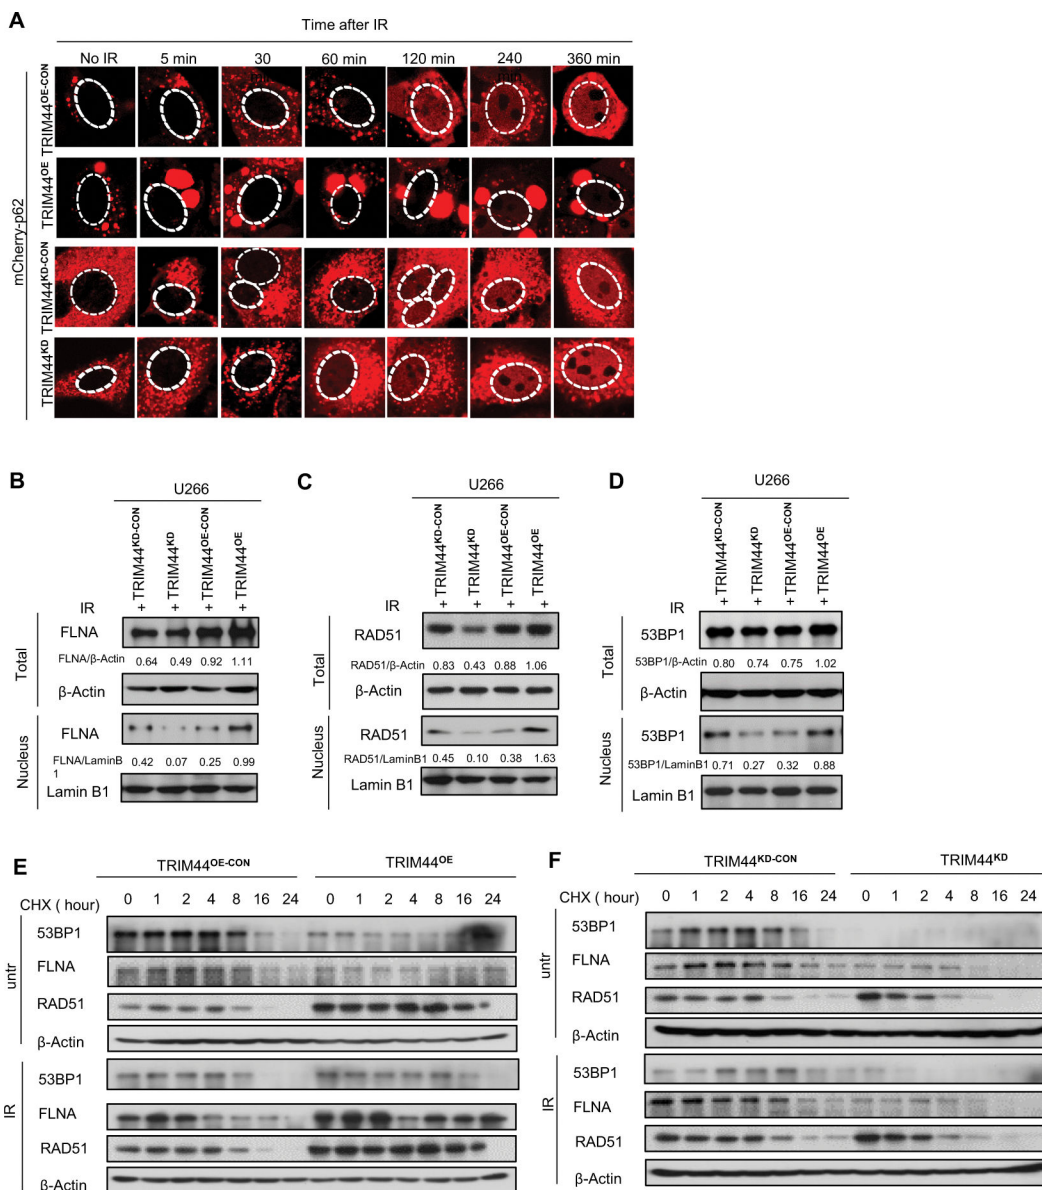 A
Time after IR
No IR 5 min 30 60 min 120 min 240 360 min
mCherry-p62
TRIM44OE-CON
TRIM44OE
TRIM44KD-CON
TRIM44KD
B
U266
TRIM44KD-CON TRIM44KD TRIM44OE-CON TRIM44OE
IR + + + +
Total
FLNA
FLNA/β-Actin 0.64 0.49 0.92 1.11
β-Actin
Nucleus
FLNA
FLNA/LaminB 0.42 0.07 0.25 0.99
1
Lamin B1
C
U266
TRIM44KD-CON TRIM44KD TRIM44OE-CON TRIM44OE
IR + + + +
Total
RAD51
RAD51/β-Actin 0.83 0.43 0.88 1.06
β-Actin
Nucleus
RAD51
RAD51/LaminB1 0.45 0.10 0.38 1.63
Lamin B1
D
U266
TRIM44KD-CON TRIM44KD TRIM44OE-CON TRIM44OE
IR + + + +
Total
53BP1
53BP1/β-Actin 0.80 0.74 0.75 1.02
β-Actin
Nucleus
53BP1
53BP1/LaminB1 0.71 0.27 0.32 0.88
Lamin B1
E
TRIM44OE-CON TRIM44OE
CHX ( hour) 0 1 2 4 8 16 24 0 1 2 4 8 16 24
untr
53BP1
FLNA
RAD51
β-Actin
IR
53BP1
FLNA
RAD51
β-Actin
F
TRIM44KD-CON TRIM44KD
CHX ( hour) 0 1 2 4 8 16 24 0 1 2 4 8 16 24
untr
53BP1
FLNA
RAD51
β-Actin
IR
53BP1
FLNA
RAD51
β-Actin